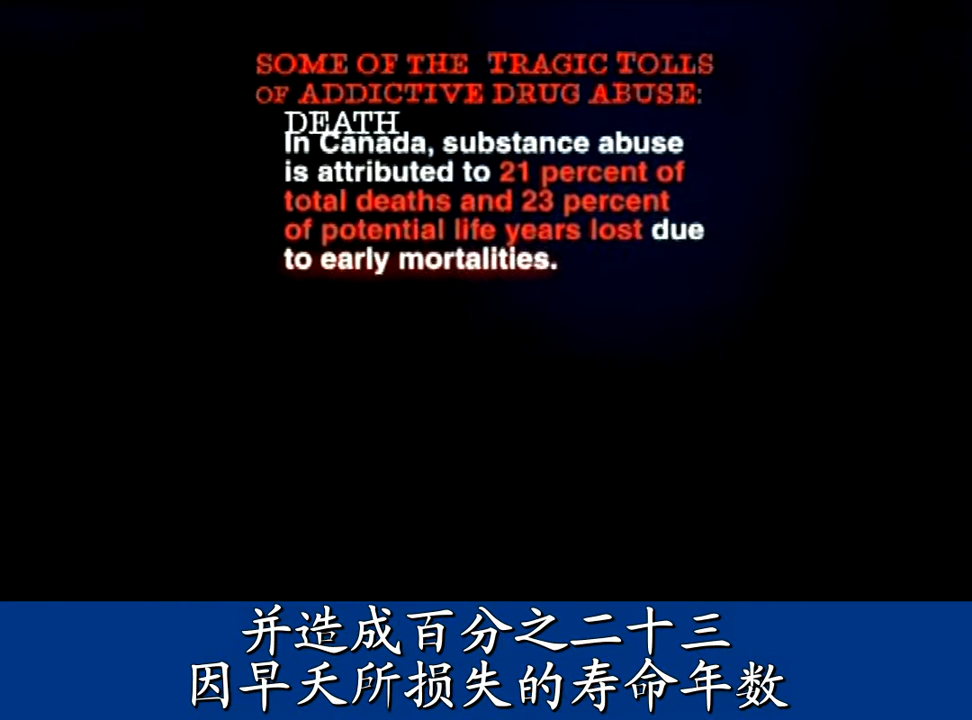 SOME OF THE TRAGIC TOLLS
OF ADDICTIVE DRUG ABUSE:
DEATH
In Canada, substance abuse
is attributed to 21 percent of
total deaths and 23 percent
of potential life years lost due
to early mortalities.
并造成百分之二十三
因早夭所损失的寿命年数